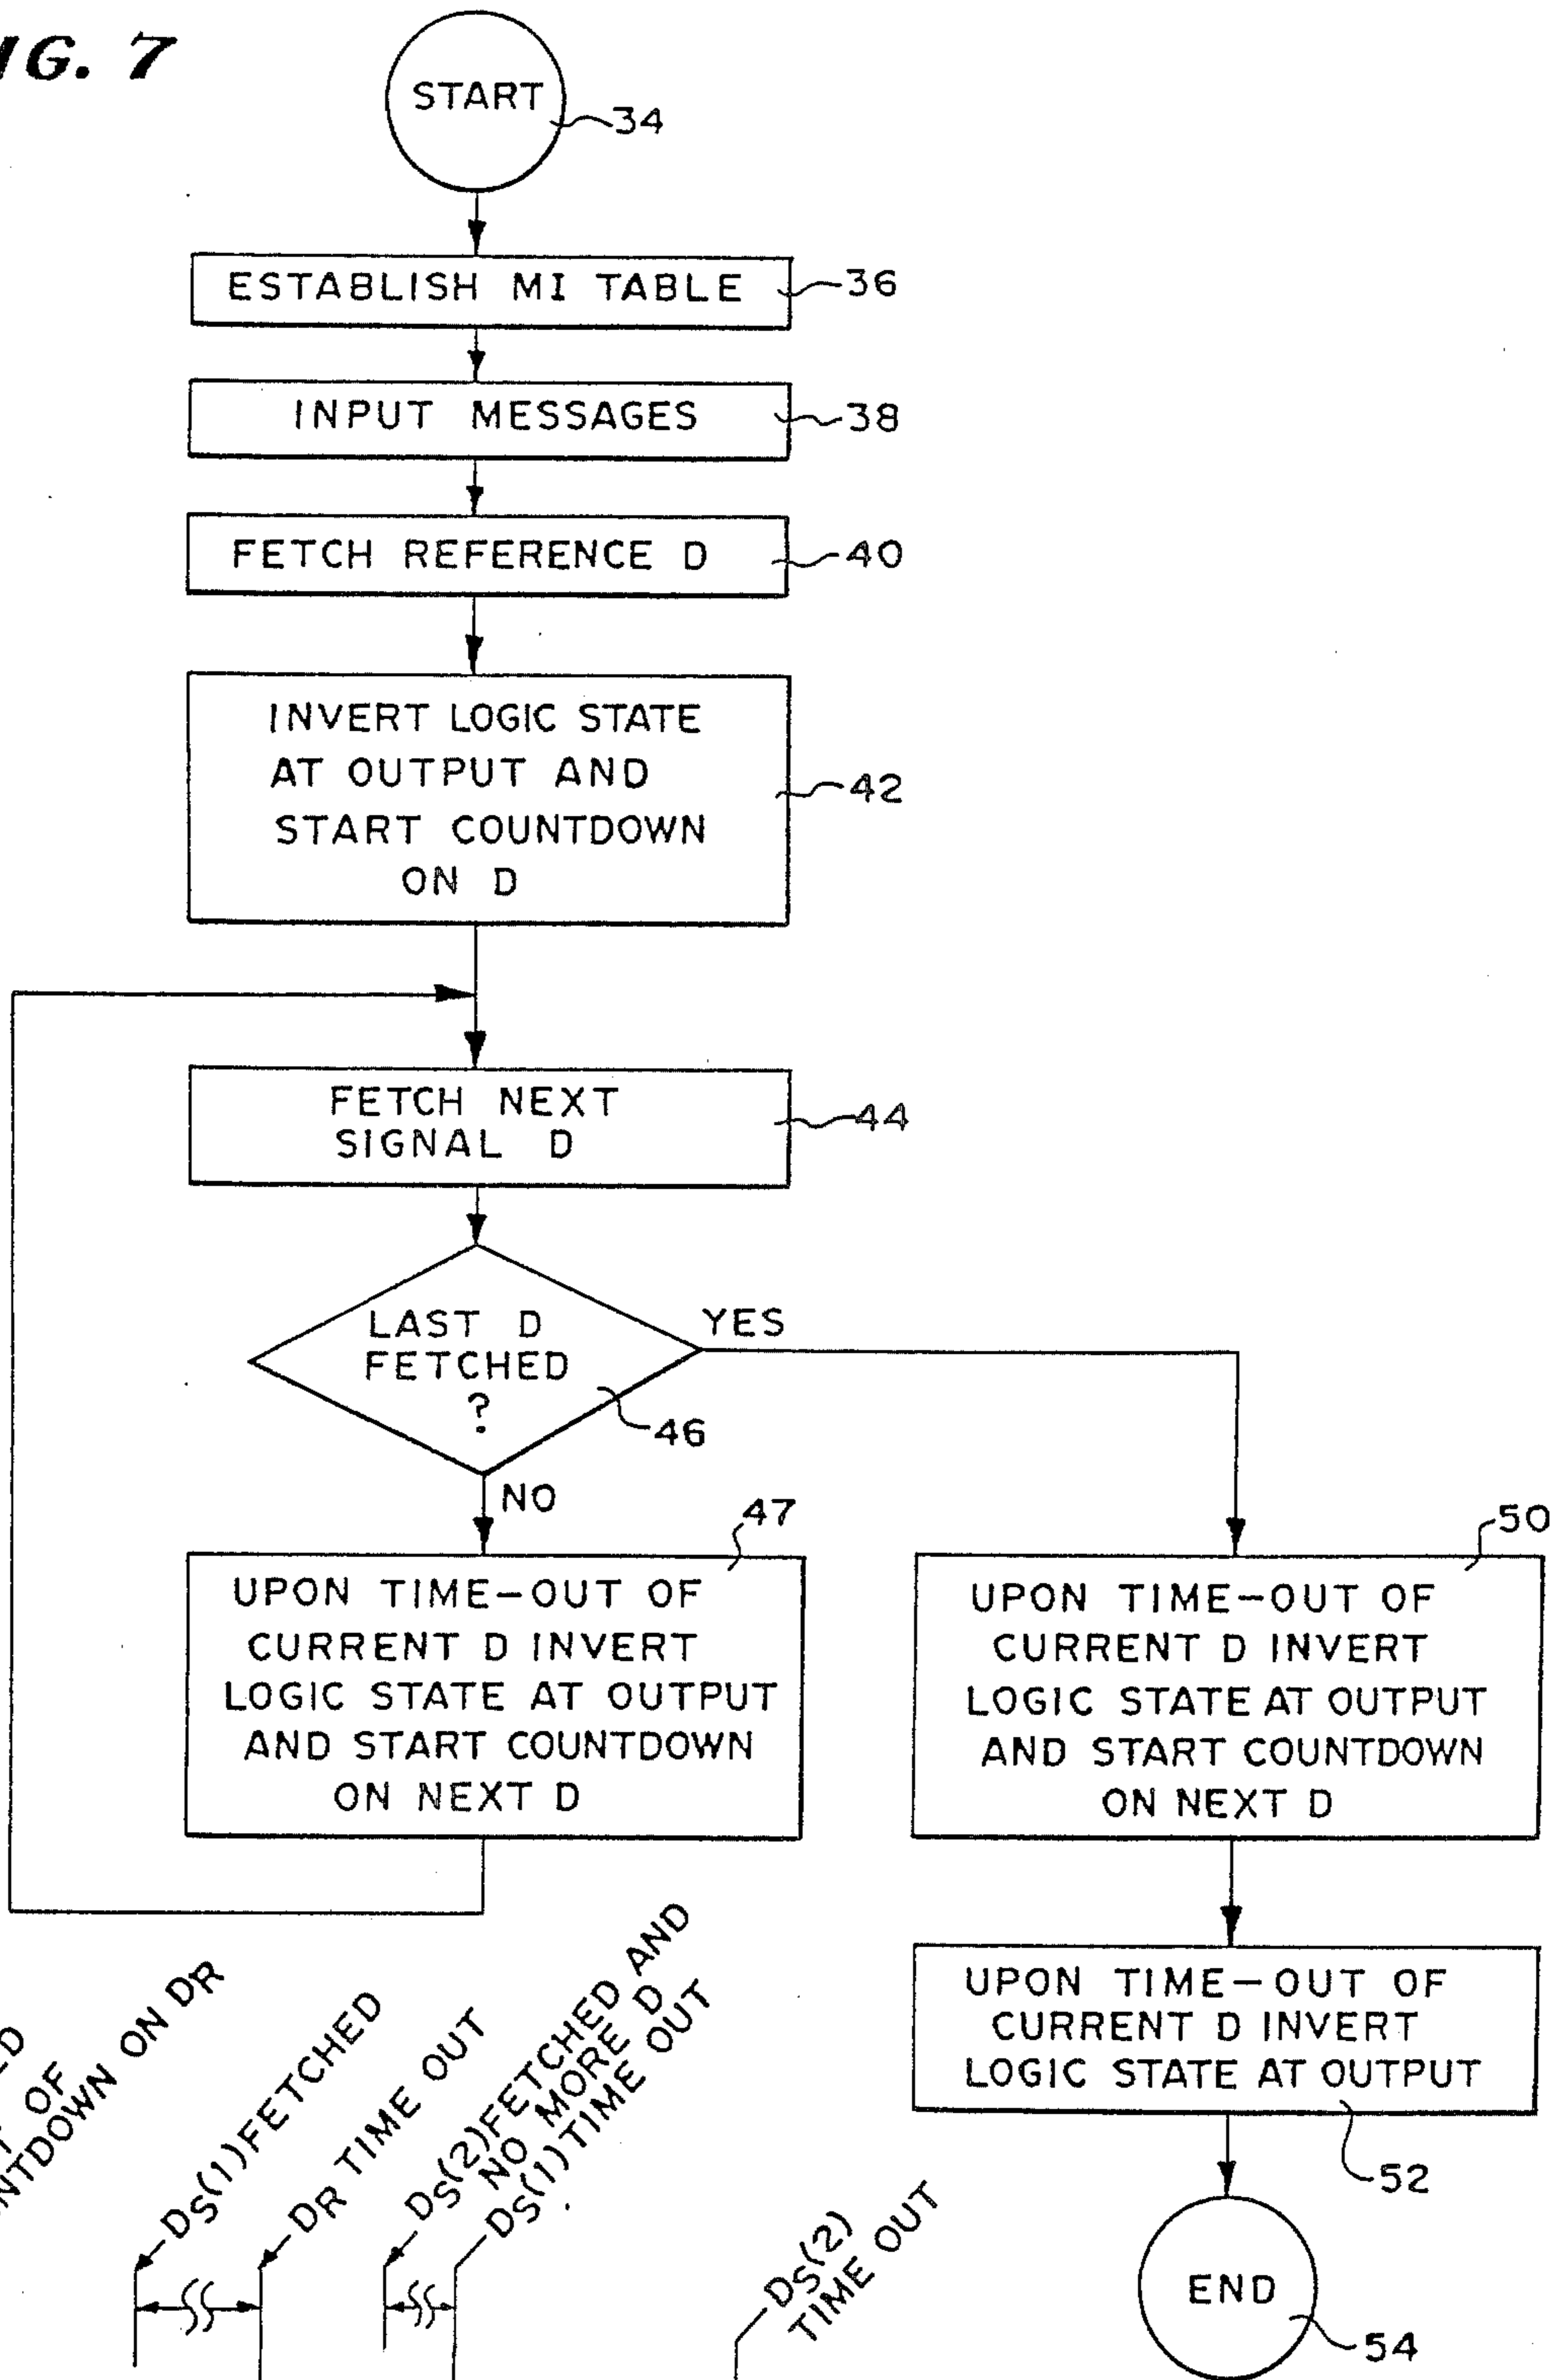 IG. 7
START
34
ESTABLISH MI TABLE
36
INPUT MESSAGES
38
FETCH REFERENCE D
40
INVERT LOGIC STATE
AT OUTPUT AND
START COUNTDOWN
ON D
42
FETCH NEXT
SIGNAL D
44
LAST D
FETCHED
?
46
YES
NO
47
UPON TIME-OUT OF
CURRENT D INVERT
LOGIC STATE AT OUTPUT
AND START COUNTDOWN
ON NEXT D
50
UPON TIME-OUT OF
CURRENT D INVERT
LOGIC STATE AT OUTPUT
AND START COUNTDOWN
ON NEXT D
UPON TIME-OUT OF
CURRENT D INVERT
LOGIC STATE AT OUTPUT
52
END
54
ED
T OF
NTDOWN ON DR
DS(1) FETCHED
DR TIME OUT
DS(2) FETCHED AND
NO MORE D
DS(1) TIME OUT
DS(2)
TIME OUT